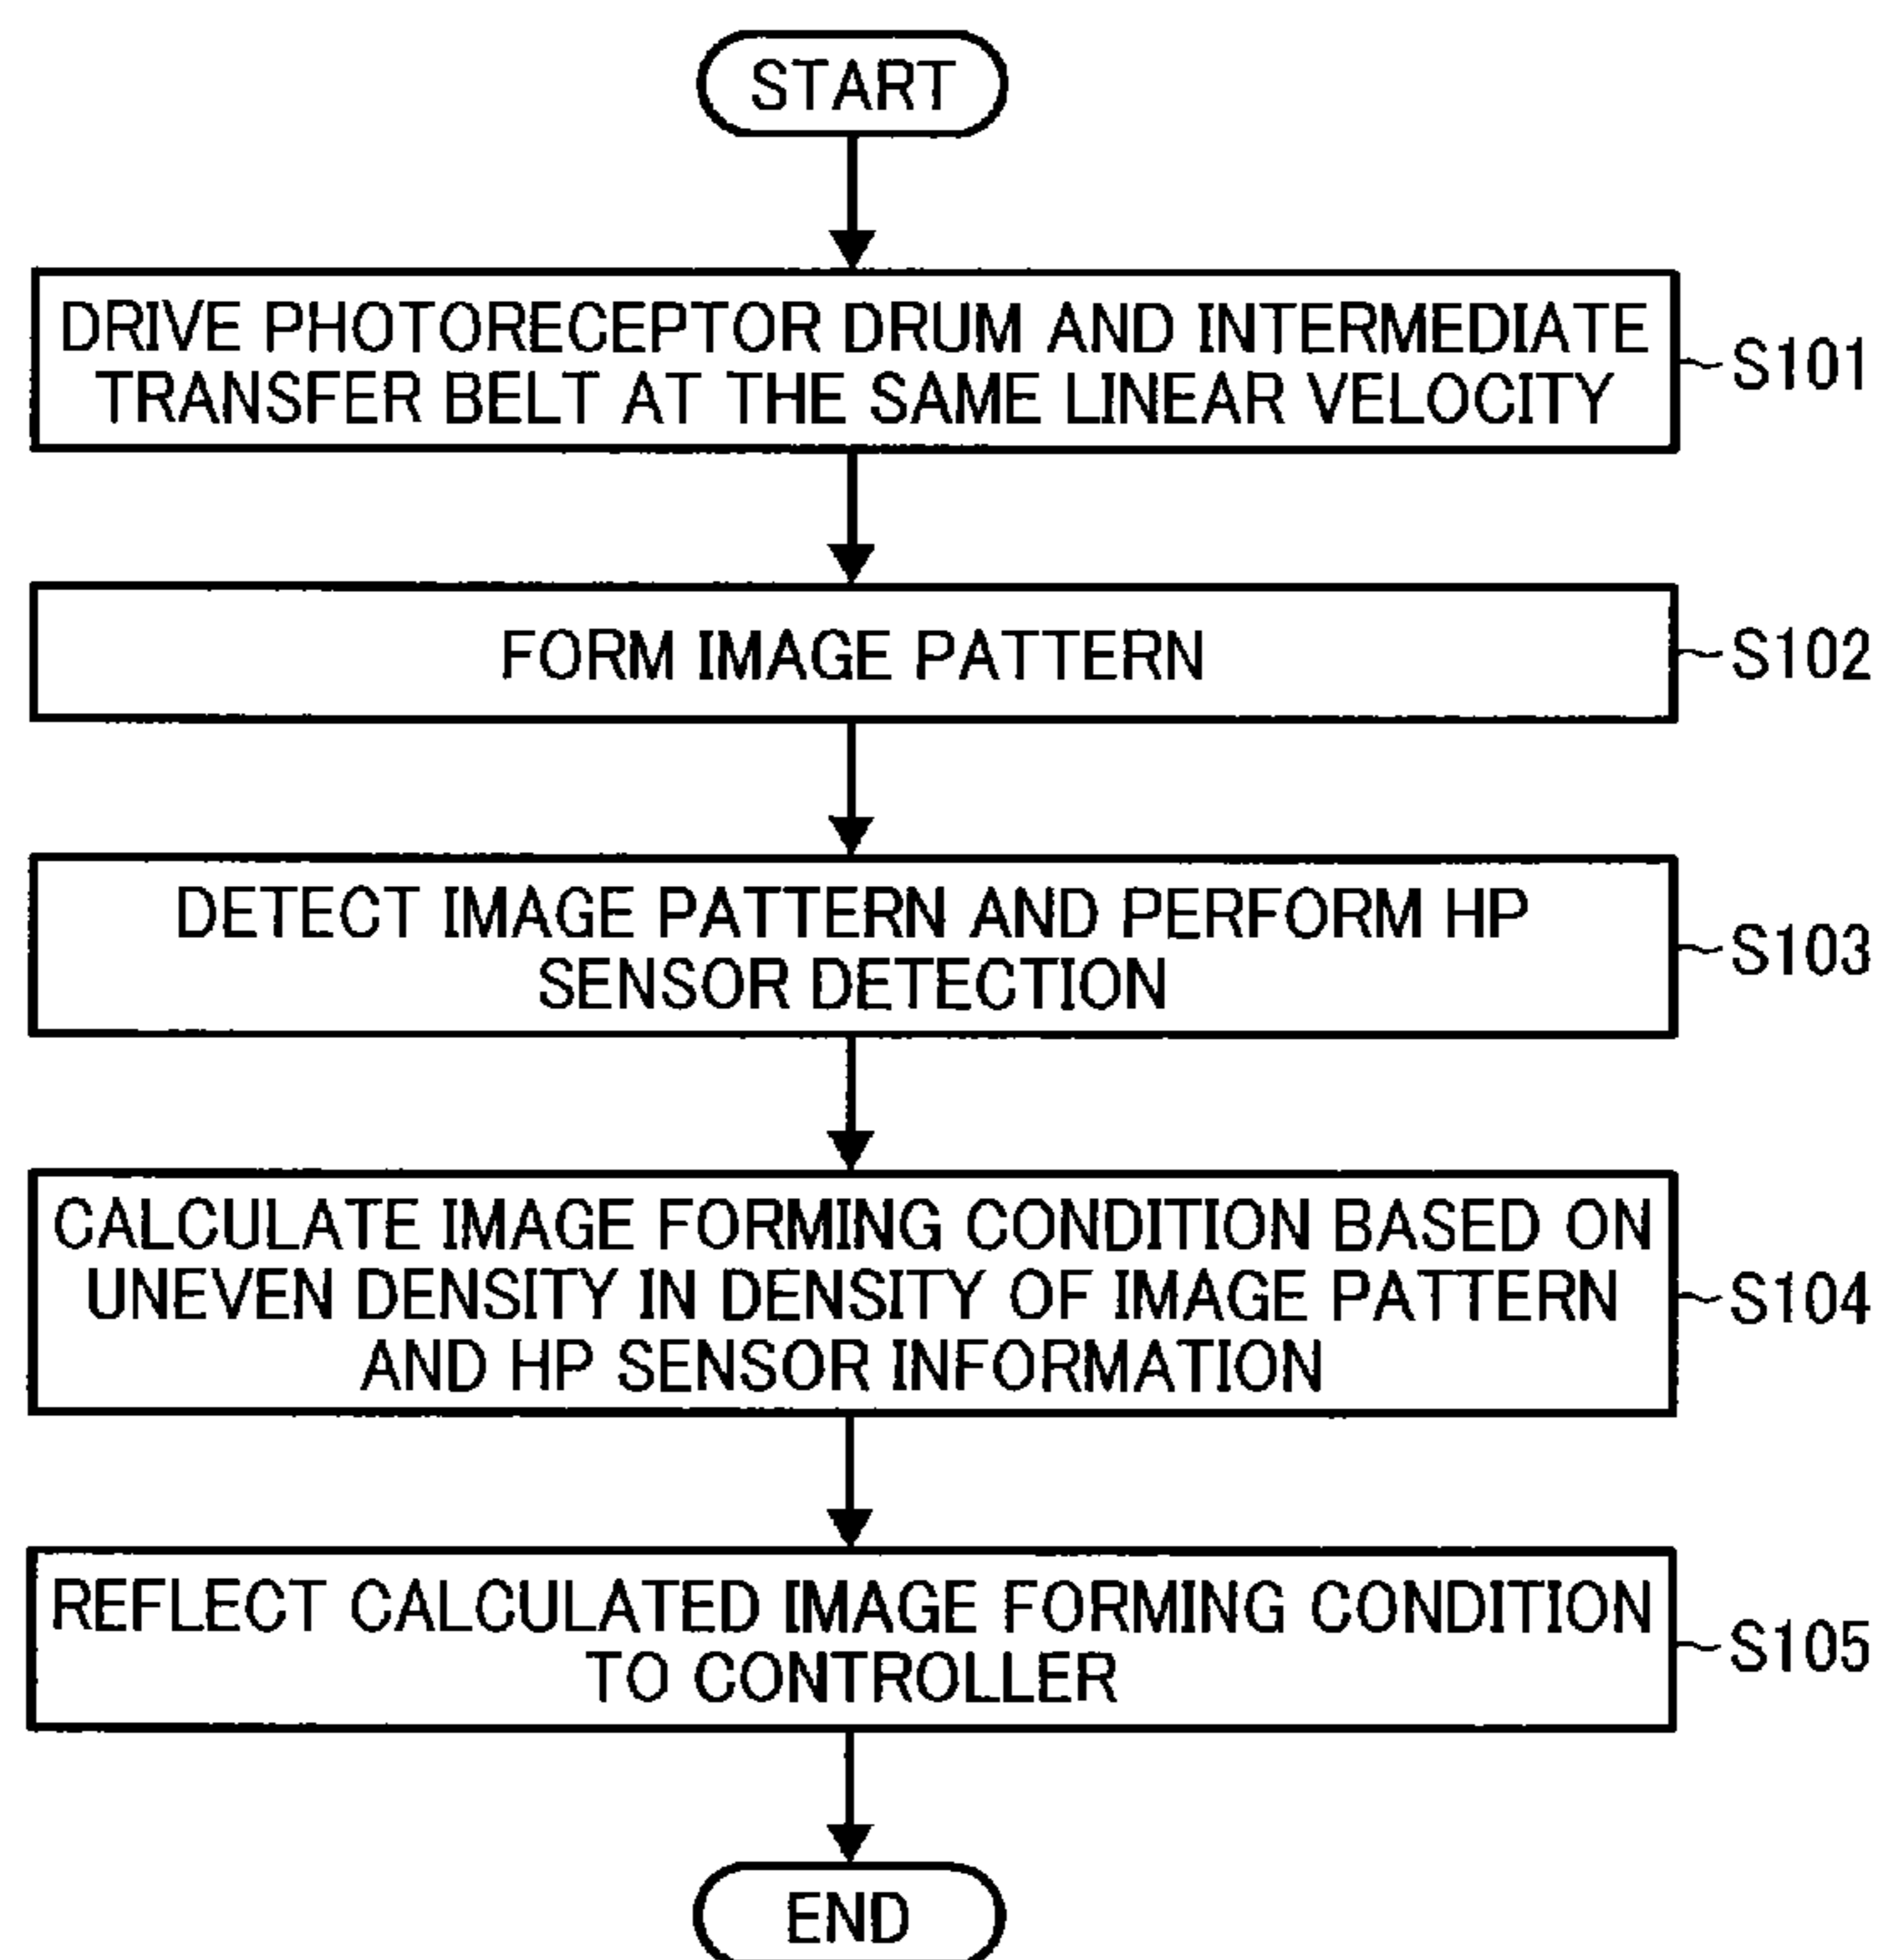 START
DRIVE PHOTORECEPTOR DRUM AND INTERMEDIATE
TRANSFER BELT AT THE SAME LINEAR VELOCITY
S101
FORM IMAGE PATTERN
S102
DETECT IMAGE PATTERN AND PERFORM HP
SENSOR DETECTION
S103
CALCULATE IMAGE FORMING CONDITION BASED ON
UNEVEN DENSITY IN DENSITY OF IMAGE PATTERN
AND HP SENSOR INFORMATION
S104
REFLECT CALCULATED IMAGE FORMING CONDITION
TO CONTROLLER
S105
END